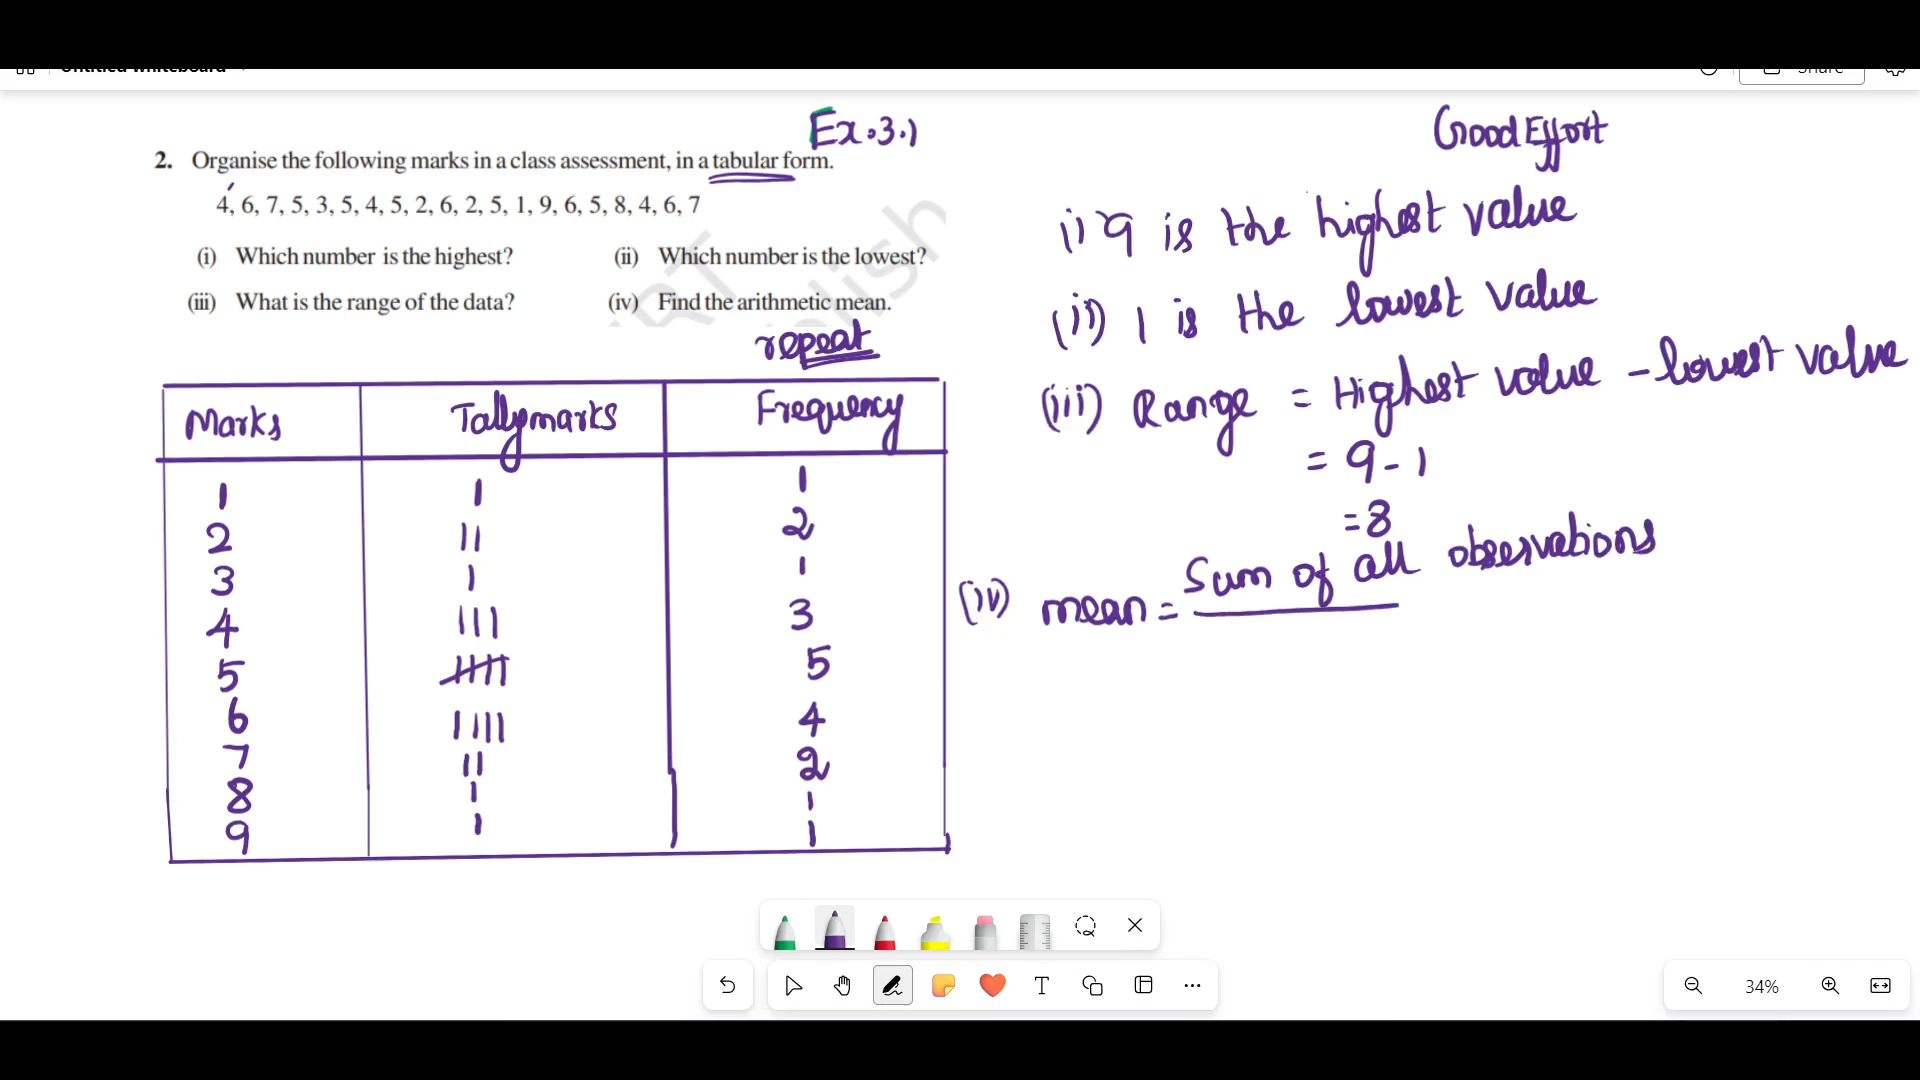 Untitled whiteboard
Share
Ex.3.1
Good Effort
2. Organise the following marks in a class assessment, in a tabular form.
4, 6, 7, 5, 3, 5, 4, 5, 2, 6, 2, 5, 1, 9, 6, 5, 8, 4, 6, 7
(i) Which number is the highest? (ii) Which number is the lowest?
(iii) What is the range of the data? (iv) Find the arithmetic mean.
repeat
Marks Tallymarks Frequency
1 | 1
2 || 2
3 | 1
4 ||| 3
5 𝍸 5
6 |||| 4
7 || 2
8 | 1
9 | 1
i) 9 is the highest value
(ii) 1 is the lowest value
(iii) Range = Highest value - lowest value
= 9 - 1
= 8
(iv) mean = Sum of all observations
34%